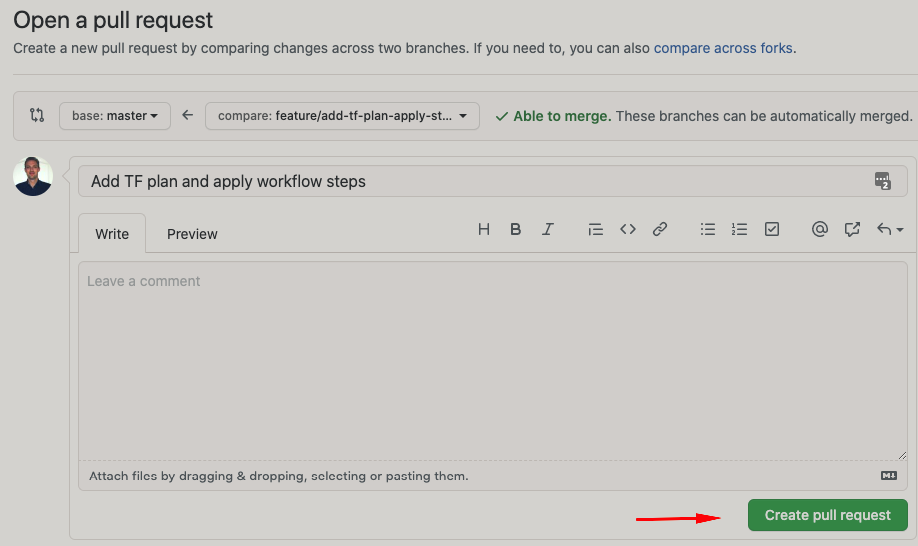 Open a pull request
Create a new pull request by comparing changes across two branches. If you need to, you can also compare across forks.
base: master compare: feature/add-tf-plan-apply-st... Able to merge. These branches can be automatically merged.
Add TF plan and apply workflow steps
2
Write Preview H B I @
Leave a comment
Attach files by dragging & dropping, selecting or pasting them.
Create pull request